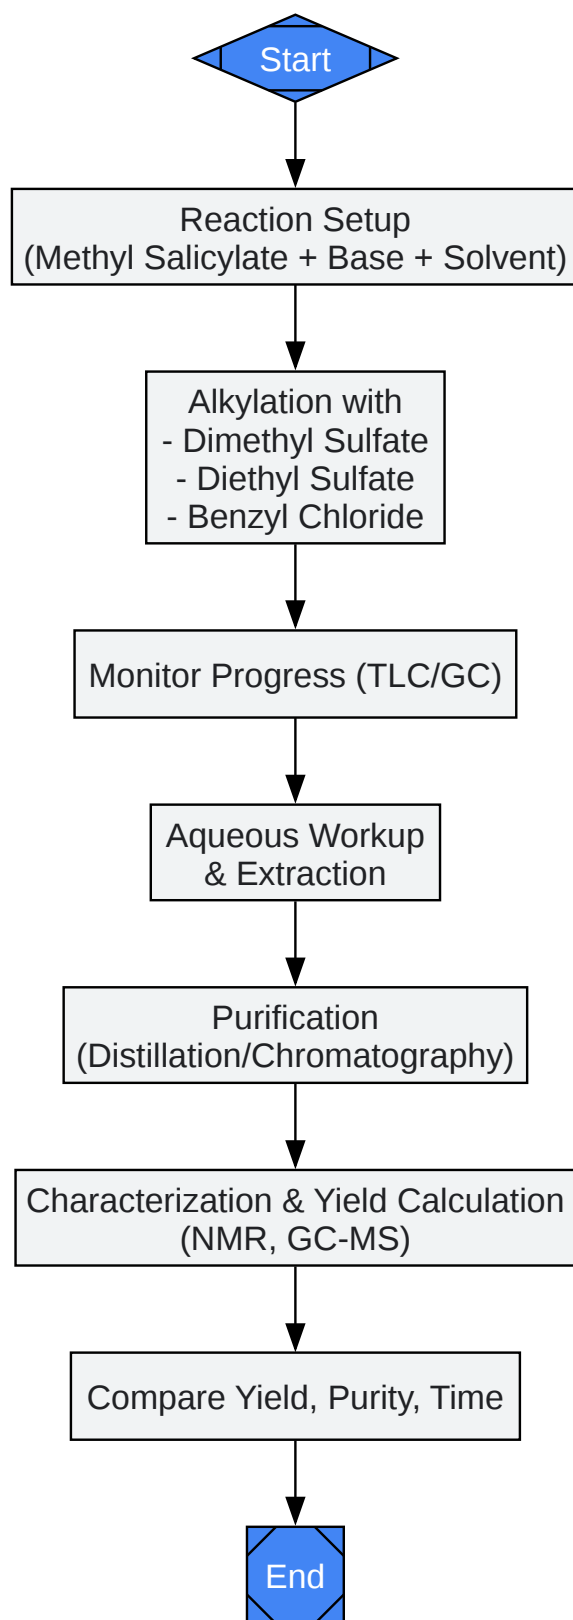 Start
Reaction Setup
(Methyl Salicylate + Base + Solvent)
Alkylation with
- Dimethyl Sulfate
- Diethyl Sulfate
- Benzyl Chloride
Monitor Progress (TLC/GC)
Aqueous Workup
& Extraction
Purification
(Distillation/Chromatography)
Characterization & Yield Calculation
(NMR, GC-MS)
Compare Yield, Purity, Time
End